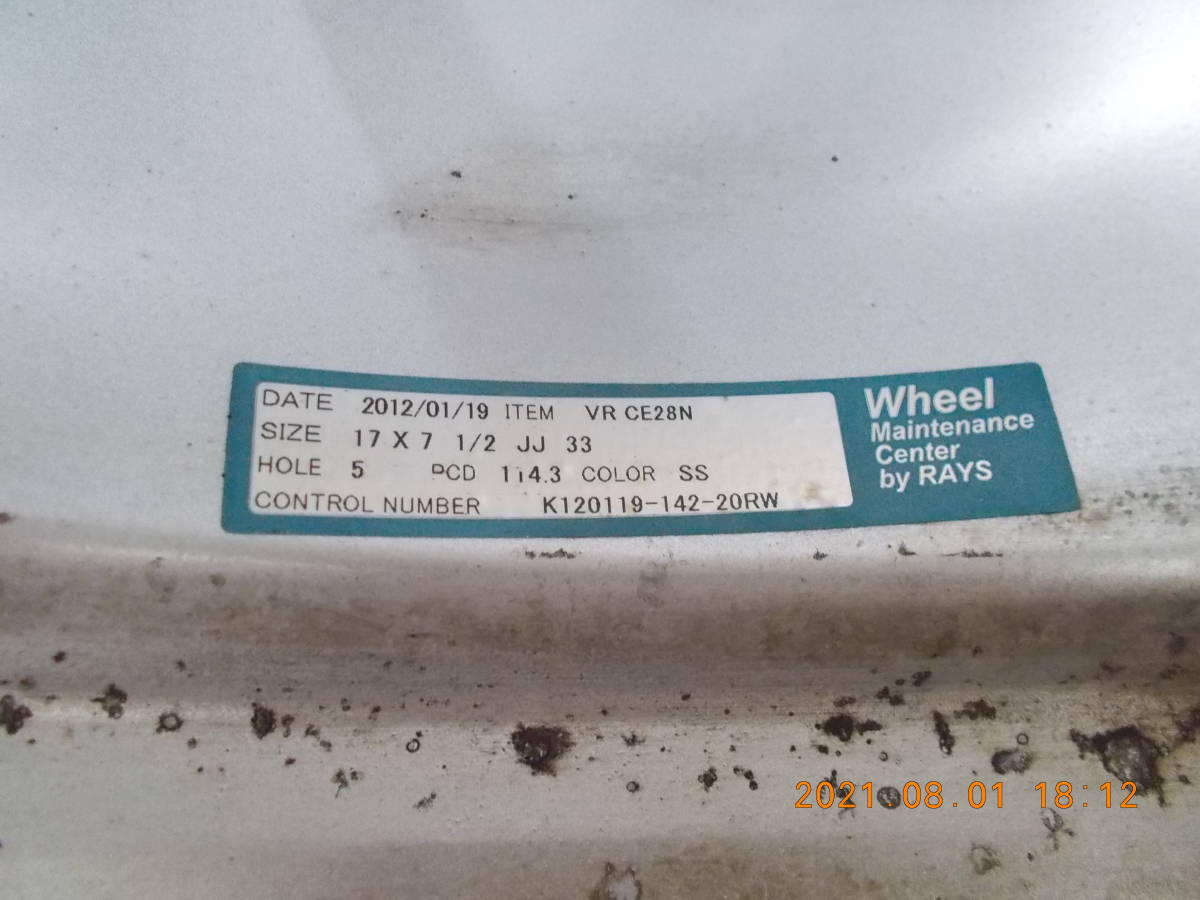 DATE 2012/01/19 ITEM VR CE28N
SIZE 17 X 7 1/2 JJ 33
HOLE 5 PCD 114.3 COLOR SS
CONTROL NUMBER K120119-142-20RW
Wheel
Maintenance
Center
by RAYS
2021.08.01 18:12